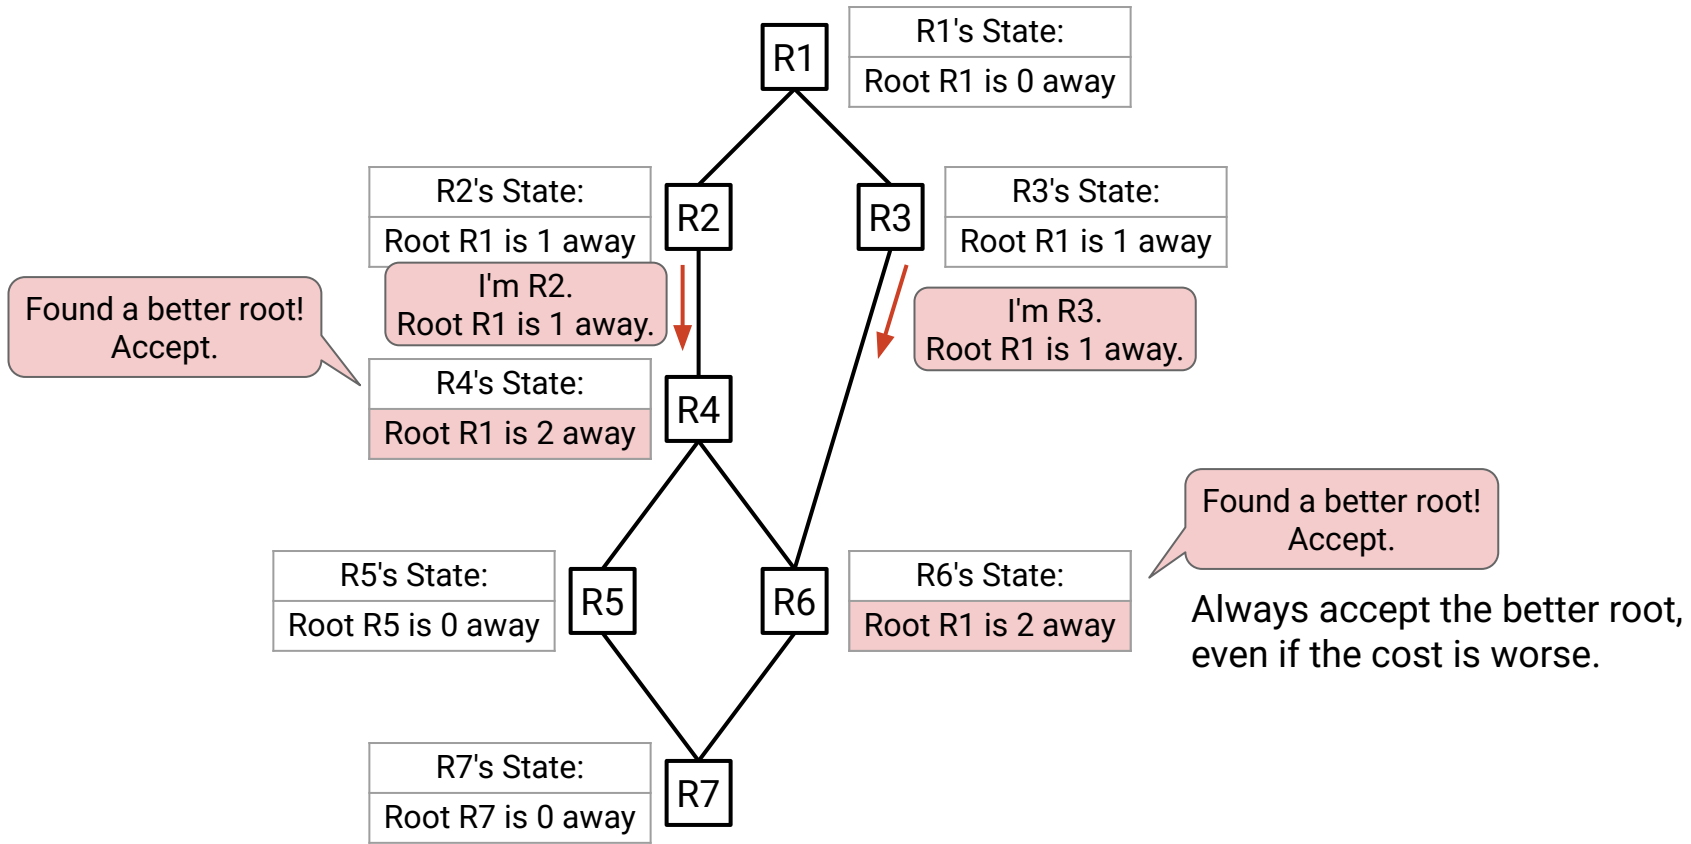 R1
R1's State:
Root R1 is 0 away
R2's State:
Root R1 is 1 away
R2
R3
R3's State:
Root R1 is 1 away
I'm R2.
Root R1 is 1 away.
I'm R3.
Root R1 is 1 away.
Found a better root!
Accept.
R4's State:
Root R1 is 2 away
R4
Found a better root!
Accept.
R5's State:
Root R5 is 0 away
R5
R6
R6's State:
Root R1 is 2 away
Always accept the better root,
even if the cost is worse.
R7's State:
Root R7 is 0 away
R7